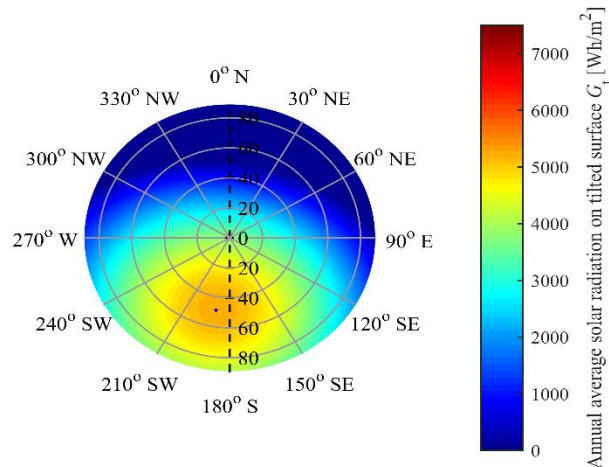 0° N
330° NW
30° NE
300° NW
60° NE
270° W
90° E
240° SW
120° SE
210° SW
150° SE
180° S
80
60
40
20
0
20
40
60
80
7000
6000
5000
4000
3000
2000
1000
0
Annual average solar radiation on tilted surface Gₜ [Wh/m²]